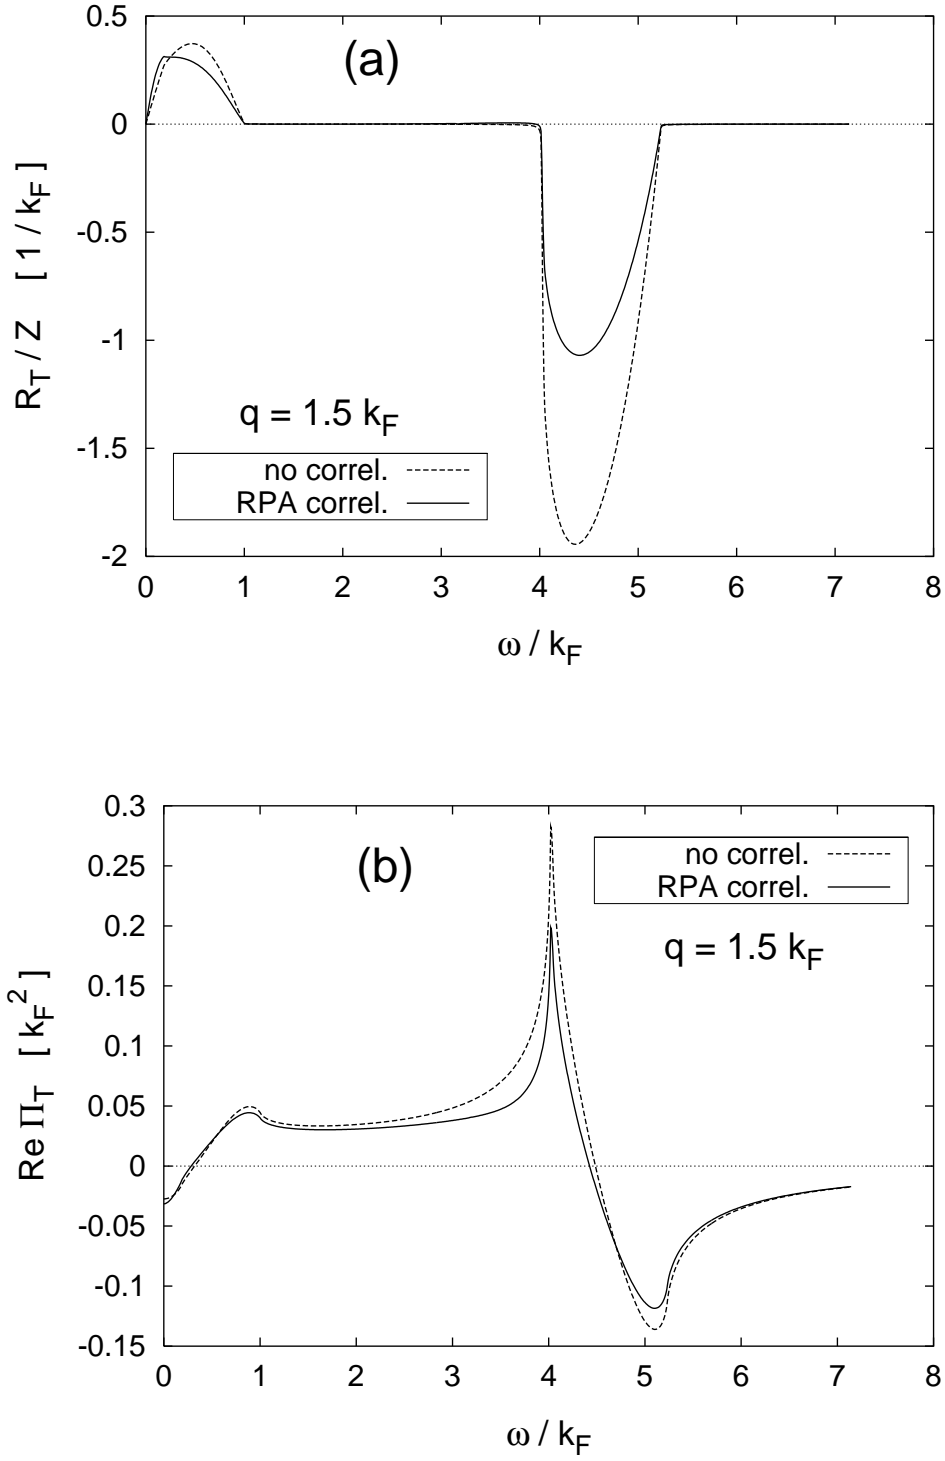 (a)
0.5
0
-0.5
-1
-1.5
-2
R_T / Z [ 1 / k_F ]
q = 1.5 k_F
no correl.
RPA correl.
0 1 2 3 4 5 6 7 8
ω / k_F
(b)
0.3
0.25
0.2
0.15
0.1
0.05
0
-0.05
-0.1
-0.15
Re Π_T [ k_F^2 ]
no correl.
RPA correl.
q = 1.5 k_F
0 1 2 3 4 5 6 7 8
ω / k_F